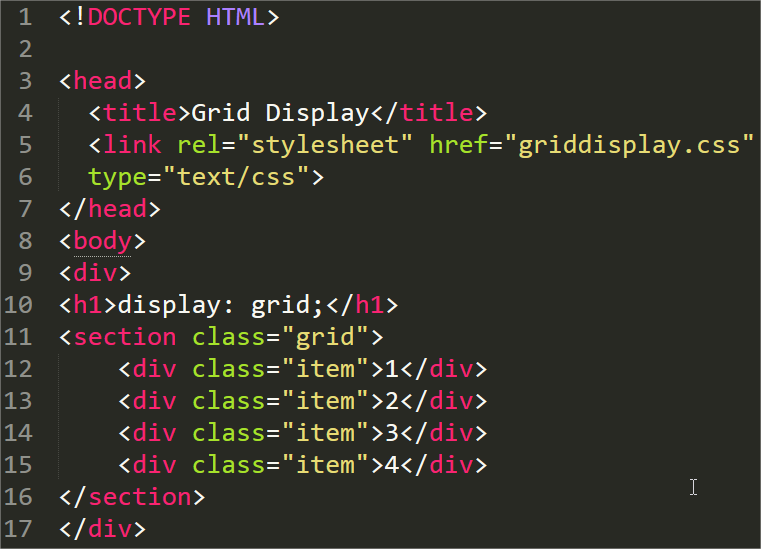 1 <!DOCTYPE HTML>
2
3 <head>
4   <title>Grid Display</title>
5   <link rel="stylesheet" href="griddisplay.css"
6   type="text/css">
7 </head>
8 <body>
9 <div>
10 <h1>display: grid;</h1>
11 <section class="grid">
12     <div class="item">1</div>
13     <div class="item">2</div>
14     <div class="item">3</div>
15     <div class="item">4</div>
16 </section>
17 </div>